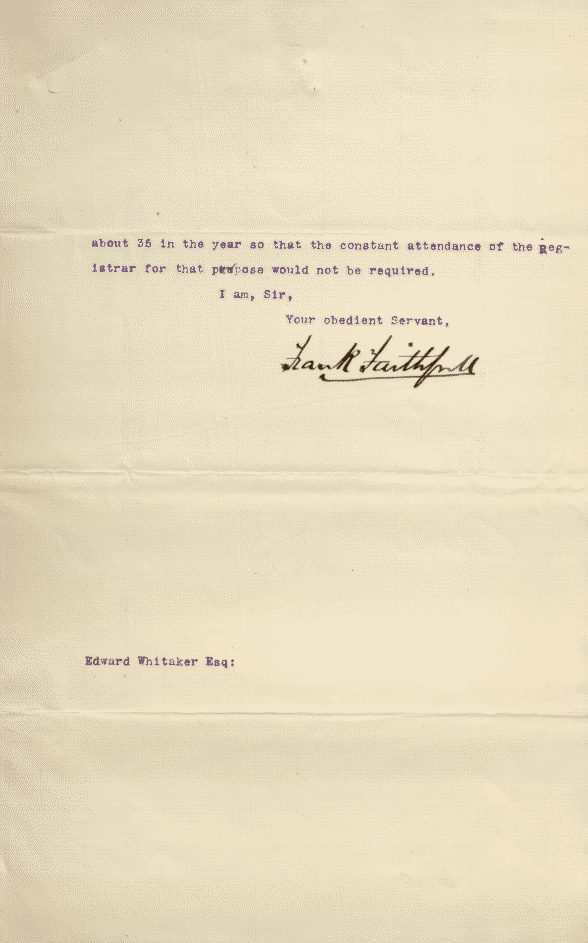 about 35 in the year so that the constant attendance of the Reg-
istrar for that purpose would not be required.
I am, Sir,
Your obedient Servant,
Frank Faithfull
Edward Whitaker Esq: